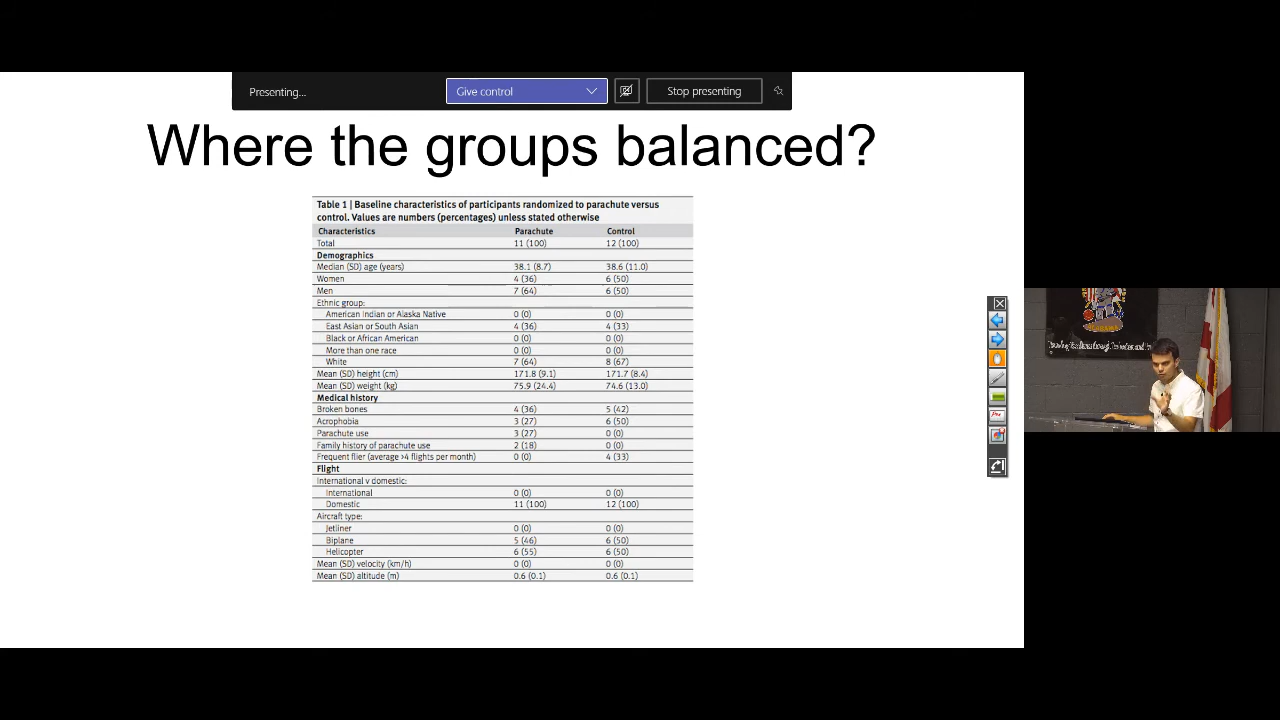 Presenting...
Give control
Stop presenting
Where the groups balanced?
Table 1 | Baseline characteristics of participants randomized to parachute versus
control. Values are numbers (percentages) unless stated otherwise
Characteristics Parachute Control
Total 11 (100) 12 (100)
Demographics
Median (SD) age (years) 38.1 (8.7) 38.6 (11.0)
Women 4 (36) 6 (50)
Men 7 (64) 6 (50)
Ethnic group:
American Indian or Alaska Native 0 (0) 0 (0)
East Asian or South Asian 4 (36) 4 (33)
Black or African American 0 (0) 0 (0)
More than one race 0 (0) 0 (0)
White 7 (64) 8 (67)
Mean (SD) height (cm) 171.8 (9.1) 171.7 (8.4)
Mean (SD) weight (kg) 75.9 (24.4) 74.6 (13.0)
Medical history
Broken bones 4 (36) 5 (42)
Acrophobia 3 (27) 6 (50)
Parachute use 3 (27) 0 (0)
Family history of parachute use 2 (18) 0 (0)
Frequent flier (average >4 flights per month) 0 (0) 4 (33)
Flight
International v domestic:
International 0 (0) 0 (0)
Domestic 11 (100) 12 (100)
Aircraft type:
Jetliner 0 (0) 0 (0)
Biplane 5 (46) 6 (50)
Helicopter 6 (55) 6 (50)
Mean (SD) velocity (km/h) 0 (0) 0 (0)
Mean (SD) altitude (m) 0.6 (0.1) 0.6 (0.1)